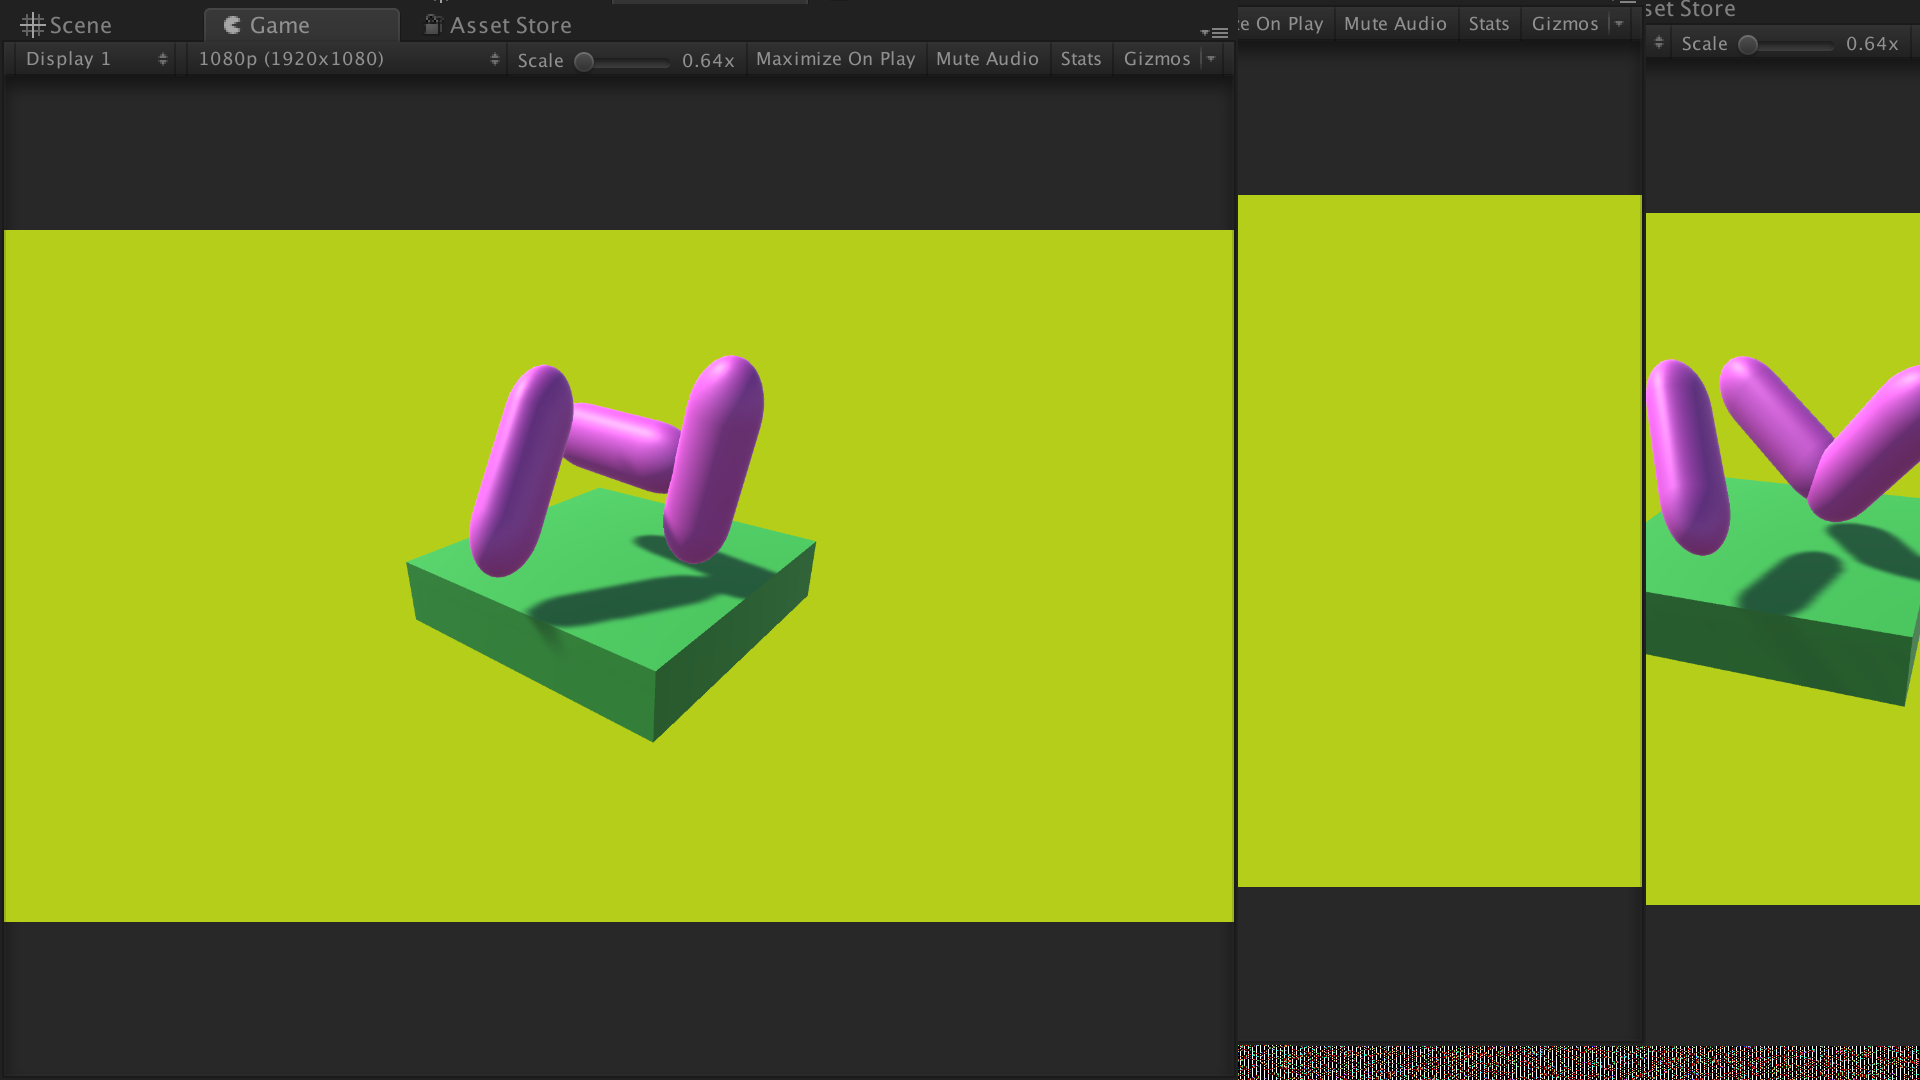 Scene Game Asset Store
Display 1 1080p (1920x1080) Scale 0.64x Maximize On Play Mute Audio Stats Gizmos
On Play Mute Audio Stats Gizmos
Store
Scale 0.64x